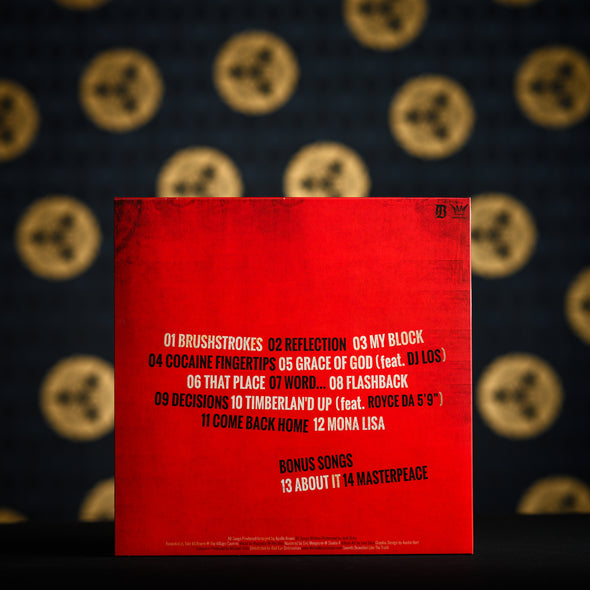 01 BRUSHSTROKES 02 REFLECTION 03 MY BLOCK
04 COCAINE FINGERTIPS 05 GRACE OF GOD (feat. DJ LOS)
06 THAT PLACE 07 WORD... 08 FLASHBACK
09 DECISIONS 10 TIMBERLAN'D UP (feat. ROYCE DA 5'9")
11 COME BACK HOME 12 MONA LISA
BONUS SONGS
13 ABOUT IT 14 MASTERPEACE